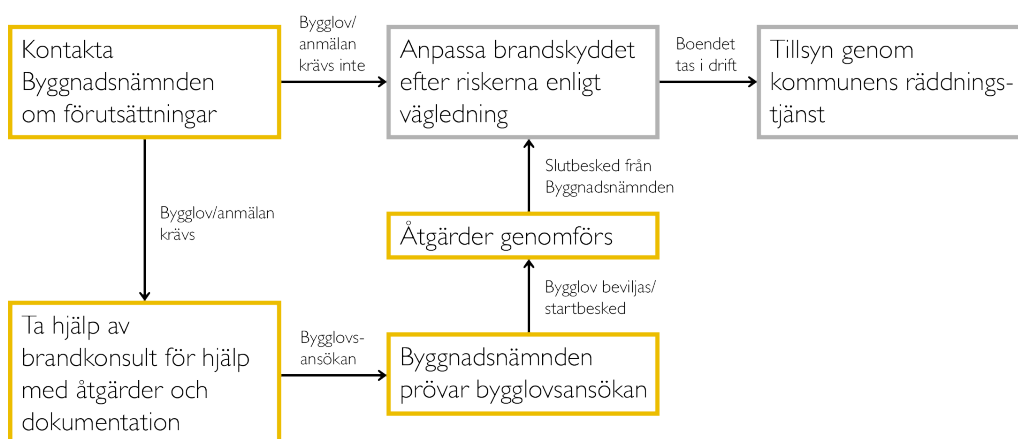 Kontakta
Byggnadsnämnden
om förutsättningar
Bygglov/
anmälan
krävs inte
Anpassa brandskyddet
efter riskerna enligt
vägledning
Boendet
tas i drift
Tillsyn genom
kommunens räddnings-
tjänst
Bygglov/anmälan
krävs
Slutbesked från
Byggnadsnämnden
Åtgärder genomförs
Bygglov beviljas/
startbesked
Ta hjälp av
brandkonsult för hjälp
med åtgärder och
dokumentation
Bygglovs-
ansökan
Byggnadsnämnden
prövar bygglovsansökan